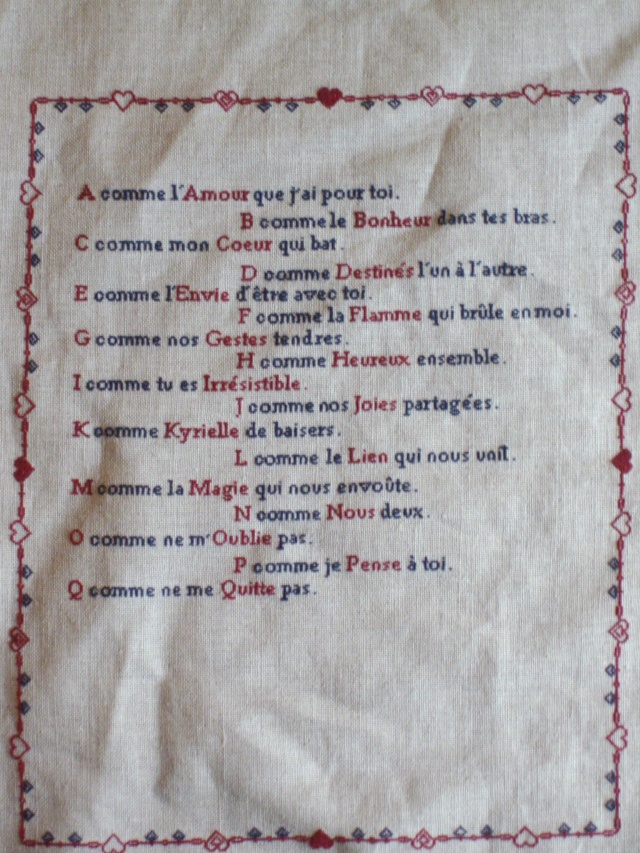 A comme l'Amour que j'ai pour toi.
B comme le Bonheur dans tes bras.
C comme mon Coeur qui bat.
D comme Destinés l'un à l'autre.
E comme l'Envie d'être avec toi.
F comme la Flamme qui brûle en moi.
G comme nos Gestes tendres.
H comme Heureux ensemble.
I comme tu es Irrésistible.
J comme nos Joies partagées.
K comme Kyrielle de baisers.
L comme le Lien qui nous unît.
M comme la Magie qui nous envoûte.
N comme Nous deux.
O comme ne m'Oublie pas.
P comme je Pense à toi.
Q comme ne me Quitte pas.